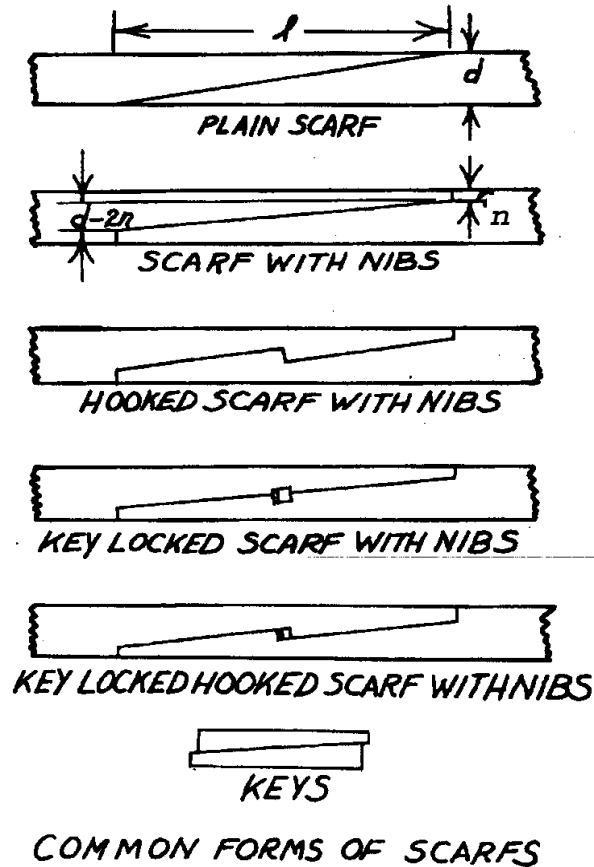 l
d
PLAIN SCARF
d-2n
n
SCARF WITH NIBS
HOOKED SCARF WITH NIBS
KEY LOCKED SCARF WITH NIBS
KEY LOCKED HOOKED SCARF WITH NIBS
KEYS
COMMON FORMS OF SCARFS